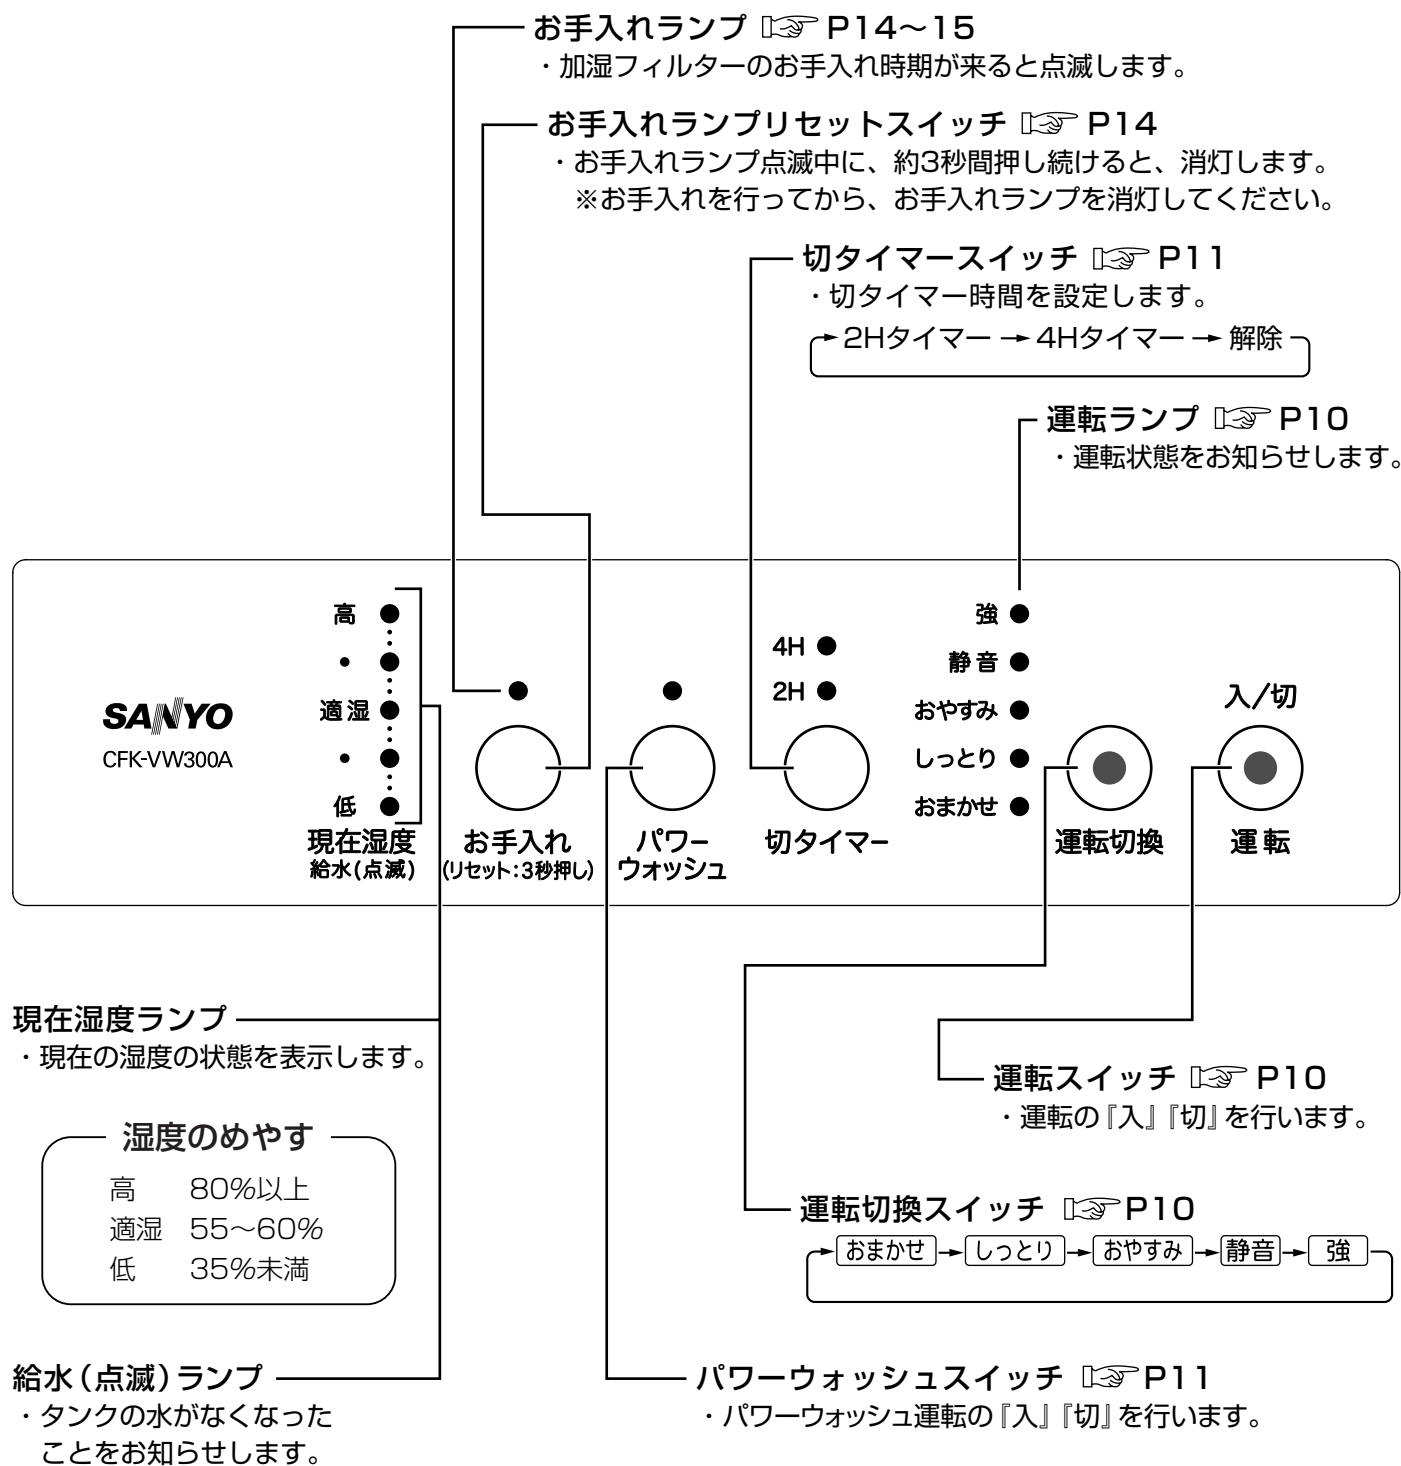 お手入れランプ ☞ P14〜15
・加湿フィルターのお手入れ時期が来ると点滅します。
お手入れランプリセットスイッチ ☞ P14
・お手入れランプ点滅中に、約3秒間押し続けると、消灯します。
※お手入れを行ってから、お手入れランプを消灯してください。
切タイマースイッチ ☞ P11
・切タイマー時間を設定します。
2Hタイマー → 4Hタイマー → 解除
運転ランプ ☞ P10
・運転状態をお知らせします。
SANYO
CFK-VW300A
高
・
適湿
・
低
現在湿度
給水(点滅)
お手入れ
(リセット:3秒押し)
パワー
ウォッシュ
4H
2H
切タイマー
強
静音
おやすみ
しっとり
おまかせ
運転切換
入/切
運転
現在湿度ランプ
・現在の湿度の状態を表示します。
湿度のめやす
高 80%以上
適湿 55〜60%
低 35%未満
給水(点滅)ランプ
・タンクの水がなくなった
ことをお知らせします。
運転スイッチ ☞ P10
・運転の『入』『切』を行います。
運転切換スイッチ ☞ P10
おまかせ → しっとり → おやすみ → 静音 → 強
パワーウォッシュスイッチ ☞ P11
・パワーウォッシュ運転の『入』『切』を行います。